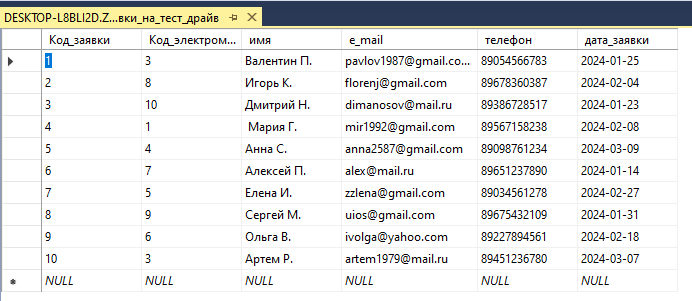 DESKTOP-L8BLI2D.Z...вки_на_тест_драйв
Код_заявки Код_электром... имя e_mail телефон дата_заявки
1 3 Валентин П. pavlov1987@gmail.co... 89054566783 2024-01-25
2 8 Игорь К. florenj@gmail.com 89678360387 2024-02-04
3 10 Дмитрий Н. dimanosov@mail.ru 89386728517 2024-01-23
4 1 Мария Г. mir1992@gmail.com 89567158238 2024-02-08
5 4 Анна С. anna2587@gmail.com 89098761234 2024-03-09
6 7 Алексей П. alex@mail.ru 89651237890 2024-01-14
7 5 Елена И. zzlena@gmail.com 89034561278 2024-02-27
8 9 Сергей М. uios@gmail.com 89675432109 2024-01-31
9 6 Ольга В. ivolga@yahoo.com 89227894561 2024-02-18
10 3 Артем Р. artem1979@mail.ru 89451236780 2024-03-07
NULL NULL NULL NULL NULL NULL